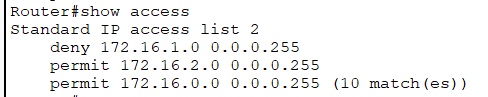 Router#show access
Standard IP access list 2
    deny 172.16.1.0 0.0.0.255
    permit 172.16.2.0 0.0.0.255
    permit 172.16.0.0 0.0.0.255 (10 match(es))